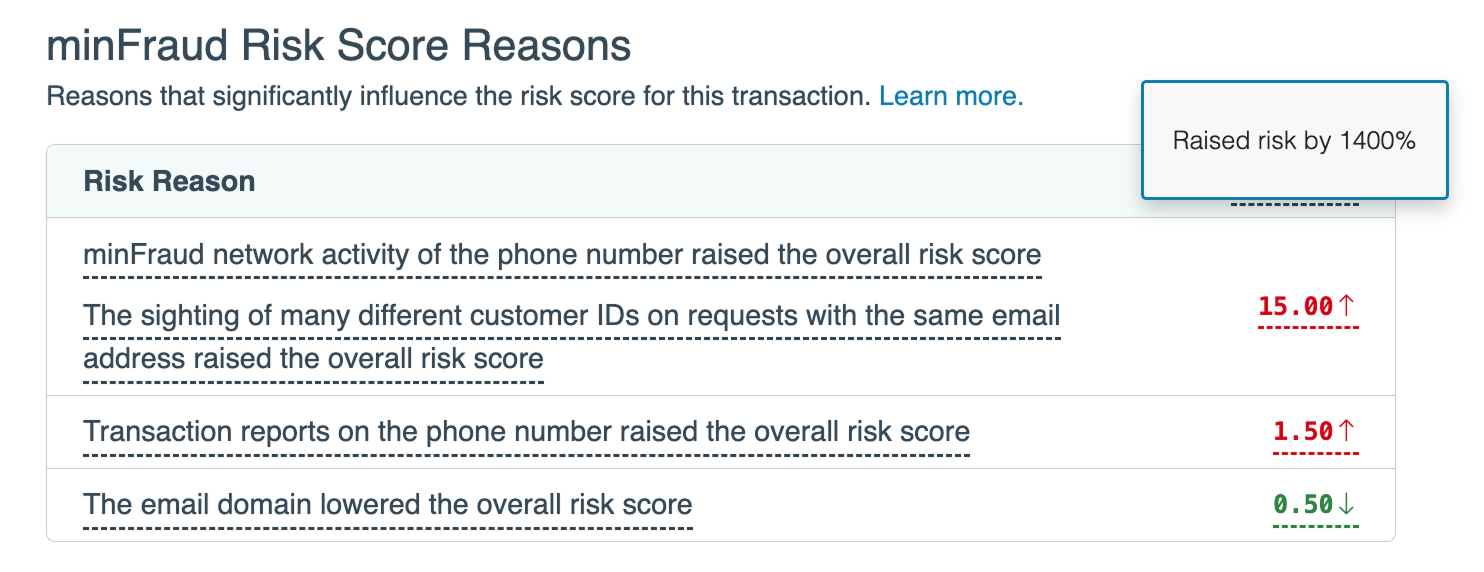 minFraud Risk Score Reasons
Reasons that significantly influence the risk score for this transaction. Learn more.
Raised risk by 1400%
Risk Reason
minFraud network activity of the phone number raised the overall risk score
The sighting of many different customer IDs on requests with the same email
address raised the overall risk score
15.00↑
Transaction reports on the phone number raised the overall risk score
1.50↑
The email domain lowered the overall risk score
0.50↓